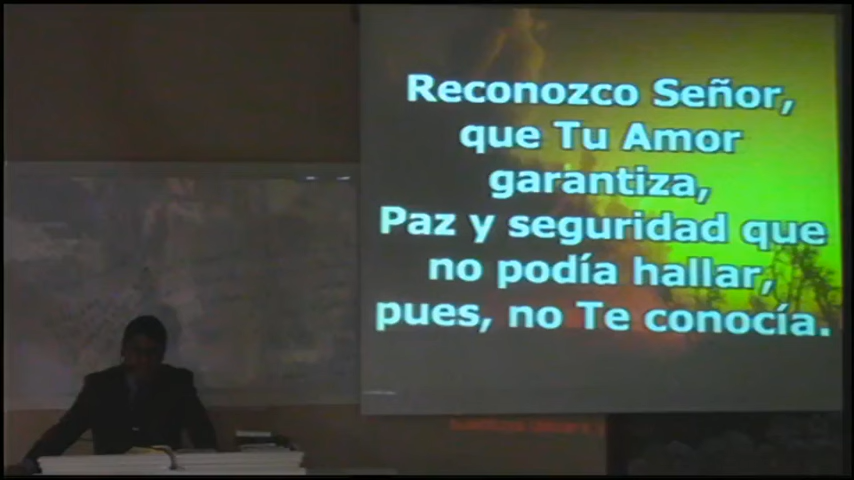 Reconozco Señor,
que Tu Amor
garantiza,
Paz y seguridad que
no podía hallar,
pues, no Te conocía.